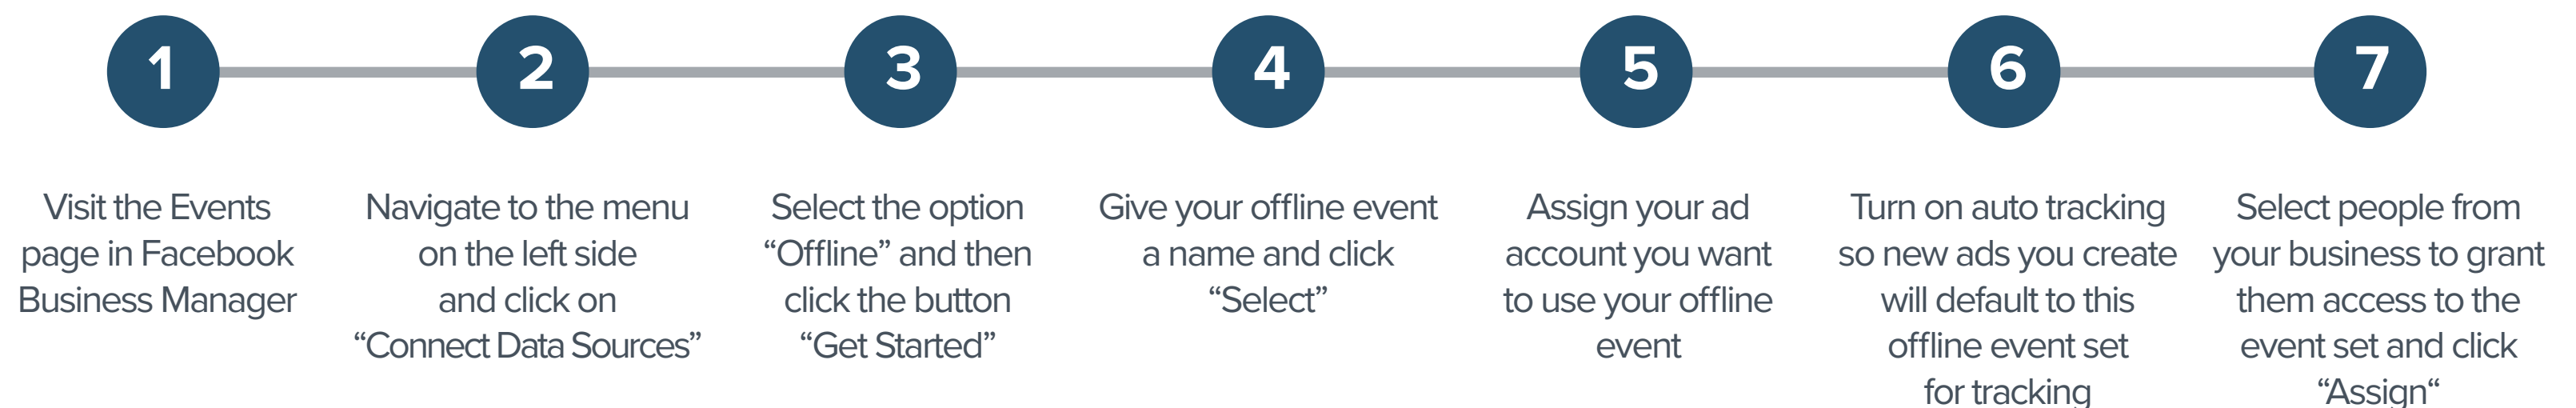 1
2
3
4
5
6
7
Visit the Events
page in Facebook
Business Manager
Navigate to the menu
on the left side
and click on
“Connect Data Sources”
Select the option
“Offline” and then
click the button
“Get Started”
Give your offline event
a name and click
“Select”
Assign your ad
account you want
to use your offline
event
Turn on auto tracking
so new ads you create
will default to this
offline event set
for tracking
Select people from
your business to grant
them access to the
event set and click
“Assign“